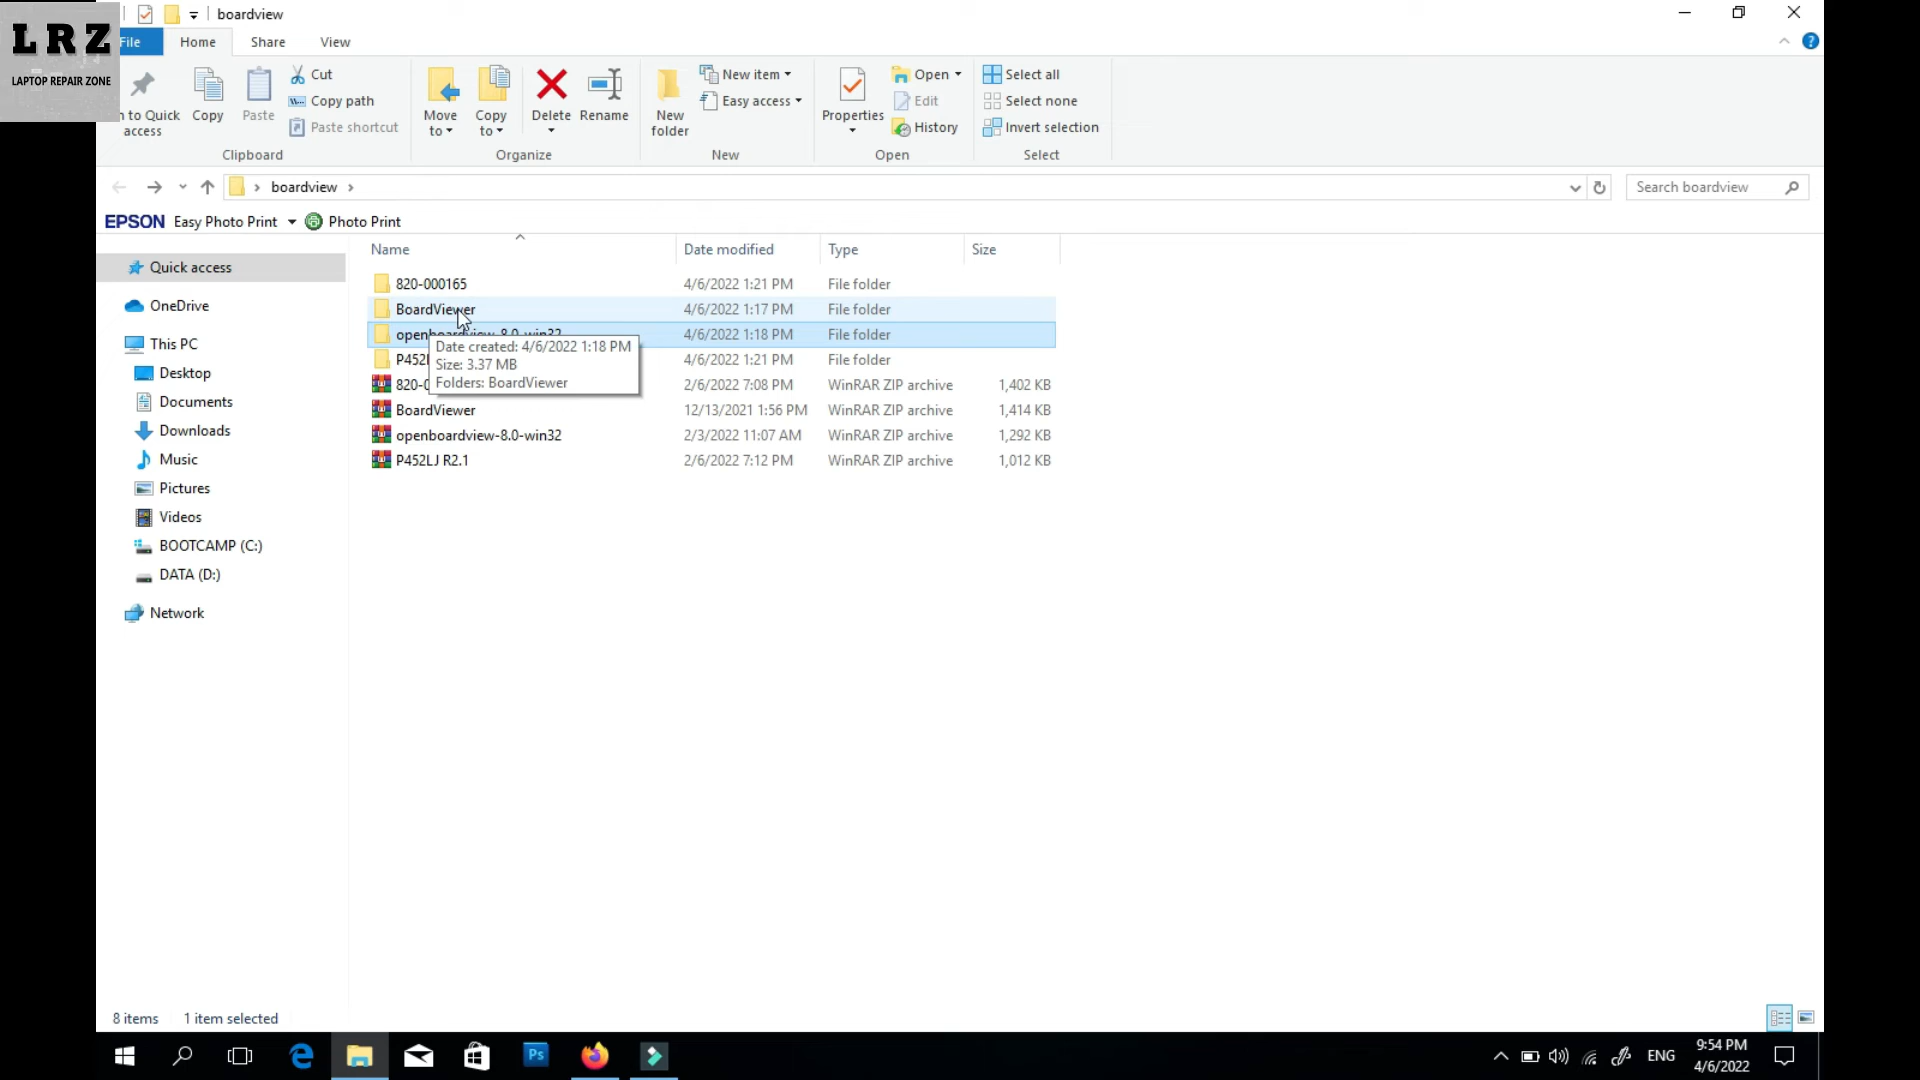 LRZ
LAPTOP REPAIR ZONE
boardview
File Home Share View
n to Quick access
Copy
Paste
Cut
Copy path
Paste shortcut
Clipboard
Move to
Copy to
Delete
Rename
Organize
New folder
New item
Easy access
New
Properties
Open
Edit
History
Open
Select all
Select none
Invert selection
Select
boardview
Search boardview
EPSON Easy Photo Print Photo Print
Quick access
OneDrive
This PC
Desktop
Documents
Downloads
Music
Pictures
Videos
BOOTCAMP (C:)
DATA (D:)
Network
Name Date modified Type Size
820-000165 4/6/2022 1:21 PM File folder
BoardViewer 4/6/2022 1:17 PM File folder
openboardview-8.0-win32 4/6/2022 1:18 PM File folder
P452 4/6/2022 1:21 PM File folder
820-0 2/6/2022 7:08 PM WinRAR ZIP archive 1,402 KB
BoardViewer 12/13/2021 1:56 PM WinRAR ZIP archive 1,414 KB
openboardview-8.0-win32 2/3/2022 11:07 AM WinRAR ZIP archive 1,292 KB
P452LJ R2.1 2/6/2022 7:12 PM WinRAR ZIP archive 1,012 KB
Date created: 4/6/2022 1:18 PM
Size: 3.37 MB
Folders: BoardViewer
8 items 1 item selected
Ps
ENG
9:54 PM
4/6/2022